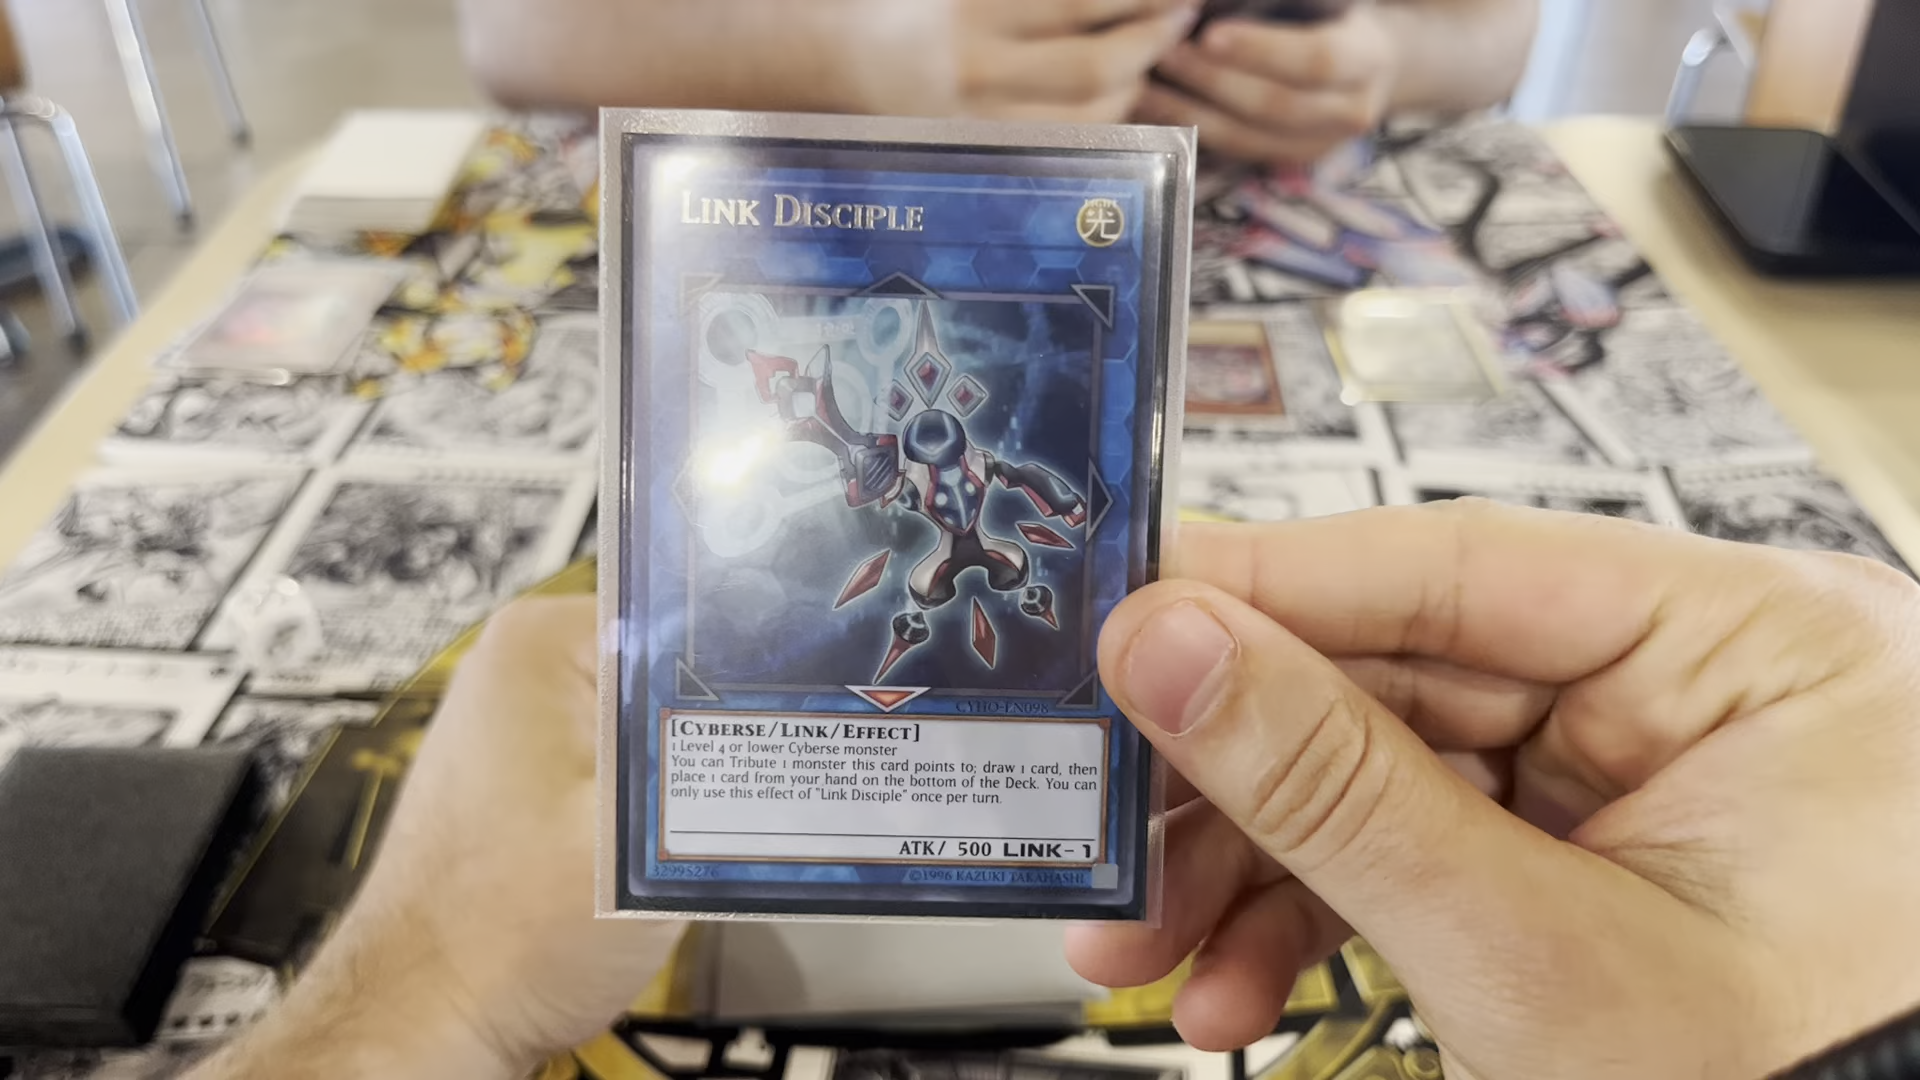 LINK DISCIPLE
LIGHT
光
CYHO-EN098
[CYBERSE/LINK/EFFECT]
1 Level 4 or lower Cyberse monster
You can Tribute 1 monster this card points to; draw 1 card, then
place 1 card from your hand on the bottom of the Deck. You can
only use this effect of "Link Disciple" once per turn.
ATK/ 500 LINK-1
32995276
©1996 KAZUKI TAKAHASHI